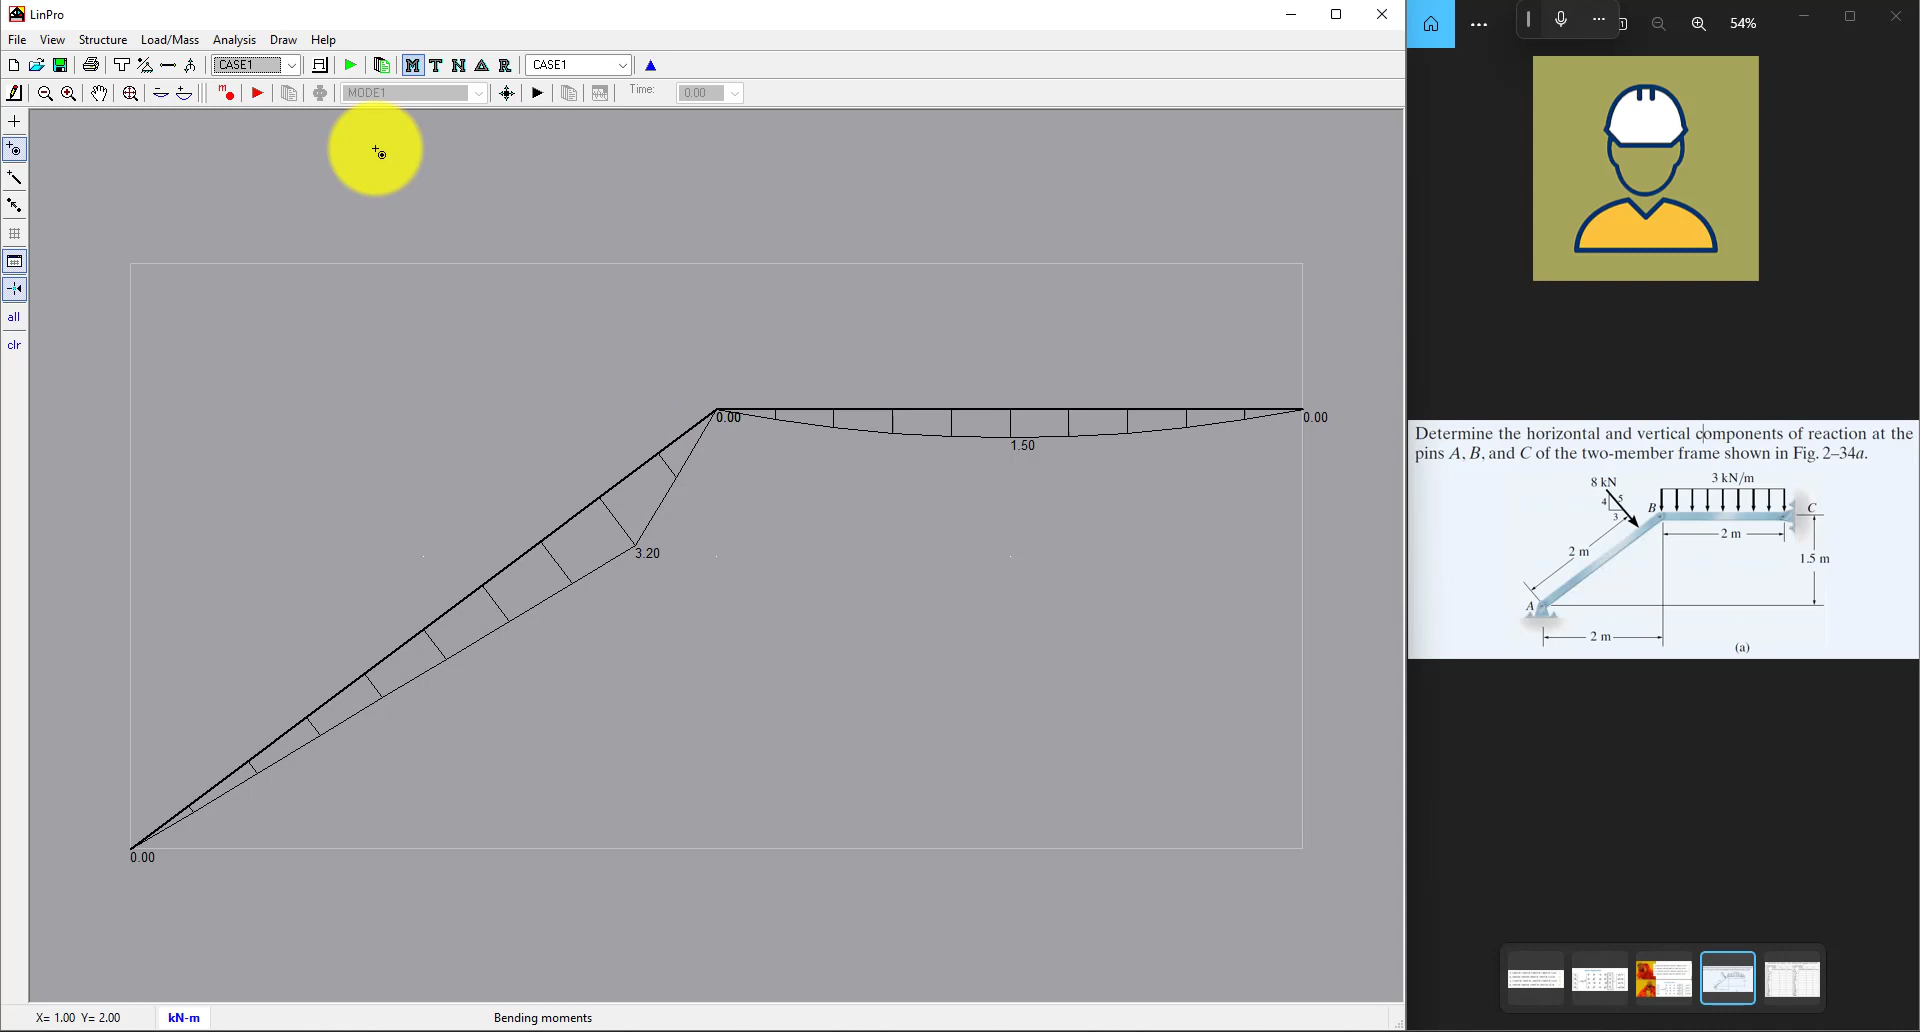 LinPro
File View Structure Load/Mass Analysis Draw Help
CASE1 M T N R CASE1
m MODE1 Time: 0.00
all
clr
0.00
0.00
1.50
3.20
0.00
X= 1.00 Y= 2.00 kN-m Bending moments
54%
Determine the horizontal and vertical components of reaction at the
pins A, B, and C of the two-member frame shown in Fig. 2–34a.
8 kN
3 kN/m
4 5
3
B
C
2 m
2 m
1.5 m
A
2 m
(a)